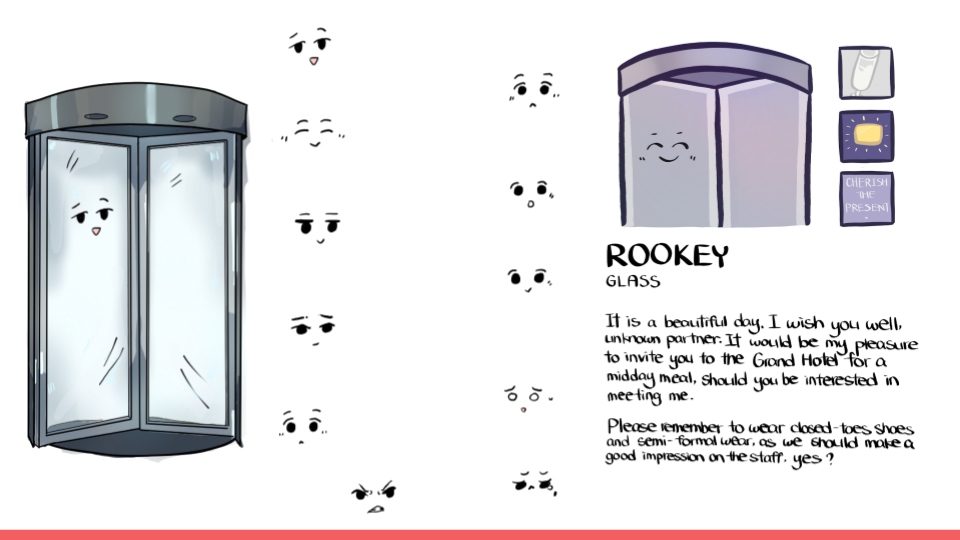 CHERISH
THE
PRESENT
.
ROOKEY
GLASS
It is a beautiful day. I wish you well,
unknown partner. It would be my pleasure
to invite you to the Grand Hotel for a
midday meal, should you be interested in
meeting me.
Please remember to wear closed-toes shoes
and semi-formal wear, as we should make a
good impression on the staff, yes?